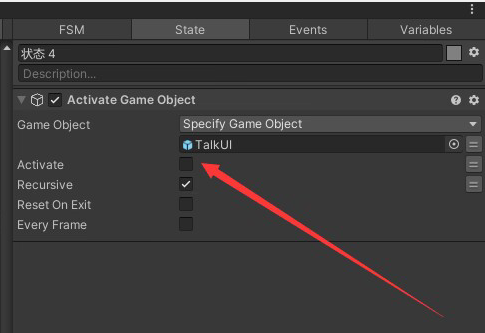 FSM State Events Variables
状态 4
Description...
Activate Game Object
Game Object Specify Game Object
TalkUI
Activate
Recursive
Reset On Exit
Every Frame